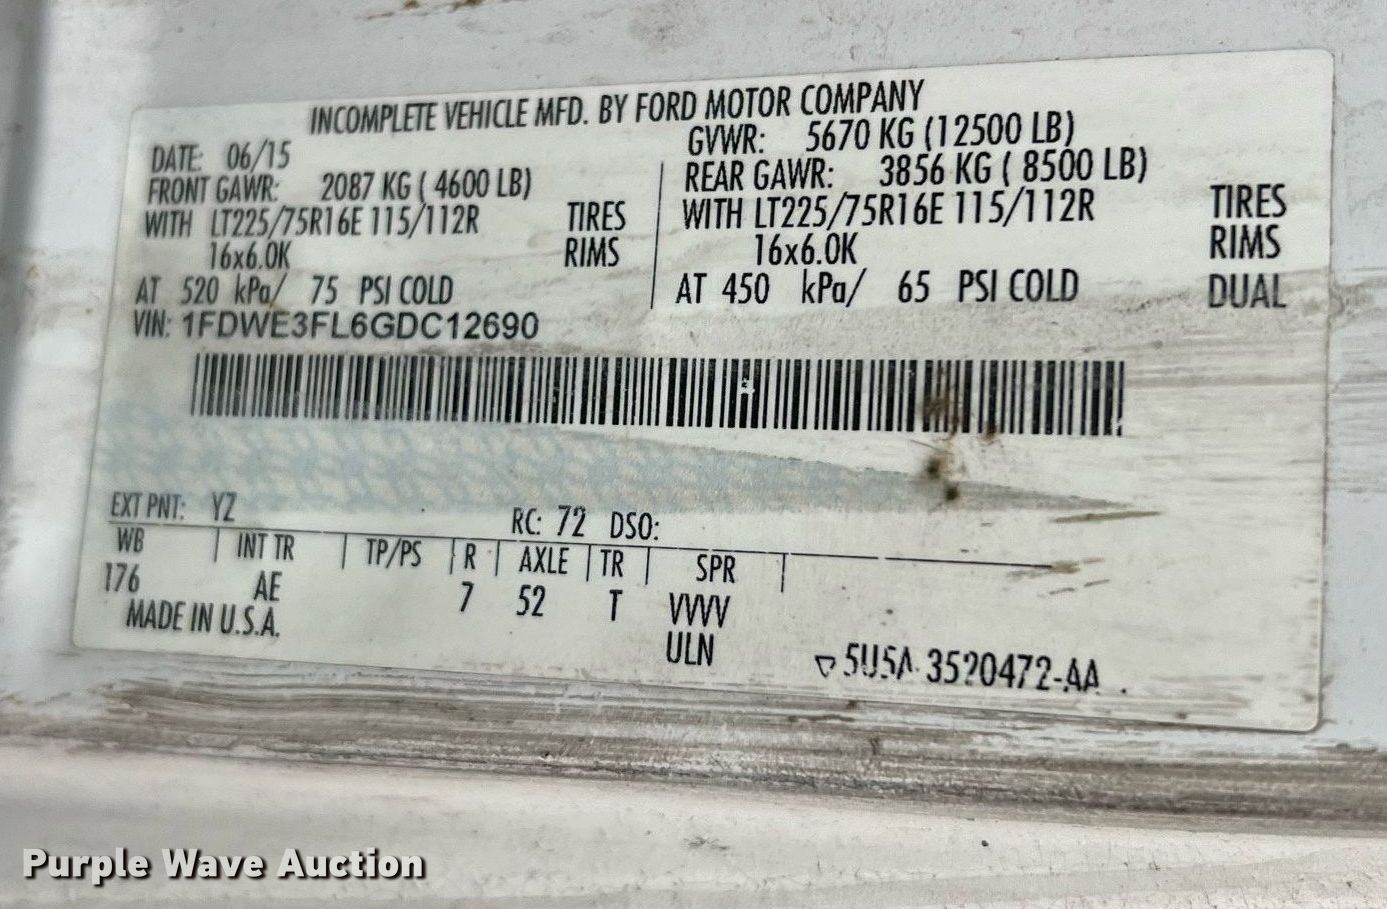 INCOMPLETE VEHICLE MFD. BY FORD MOTOR COMPANY
DATE: 06/15 GVWR: 5670 KG (12500 LB)
FRONT GAWR: 2087 KG ( 4600 LB) REAR GAWR: 3856 KG ( 8500 LB)
WITH LT225/75R16E 115/112R TIRES WITH LT225/75R16E 115/112R TIRES
16x6.0K RIMS 16x6.0K RIMS
AT 520 kPa/ 75 PSI COLD AT 450 kPa/ 65 PSI COLD DUAL
VIN: 1FDWE3FL6GDC12690
EXT PNT: YZ RC: 72 DSO:
WB INT TR TP/PS R AXLE TR SPR
176 AE 7 52 T VVVV
MADE IN U.S.A. ULN
5U5A-3520472-AA
Purple Wave Auction